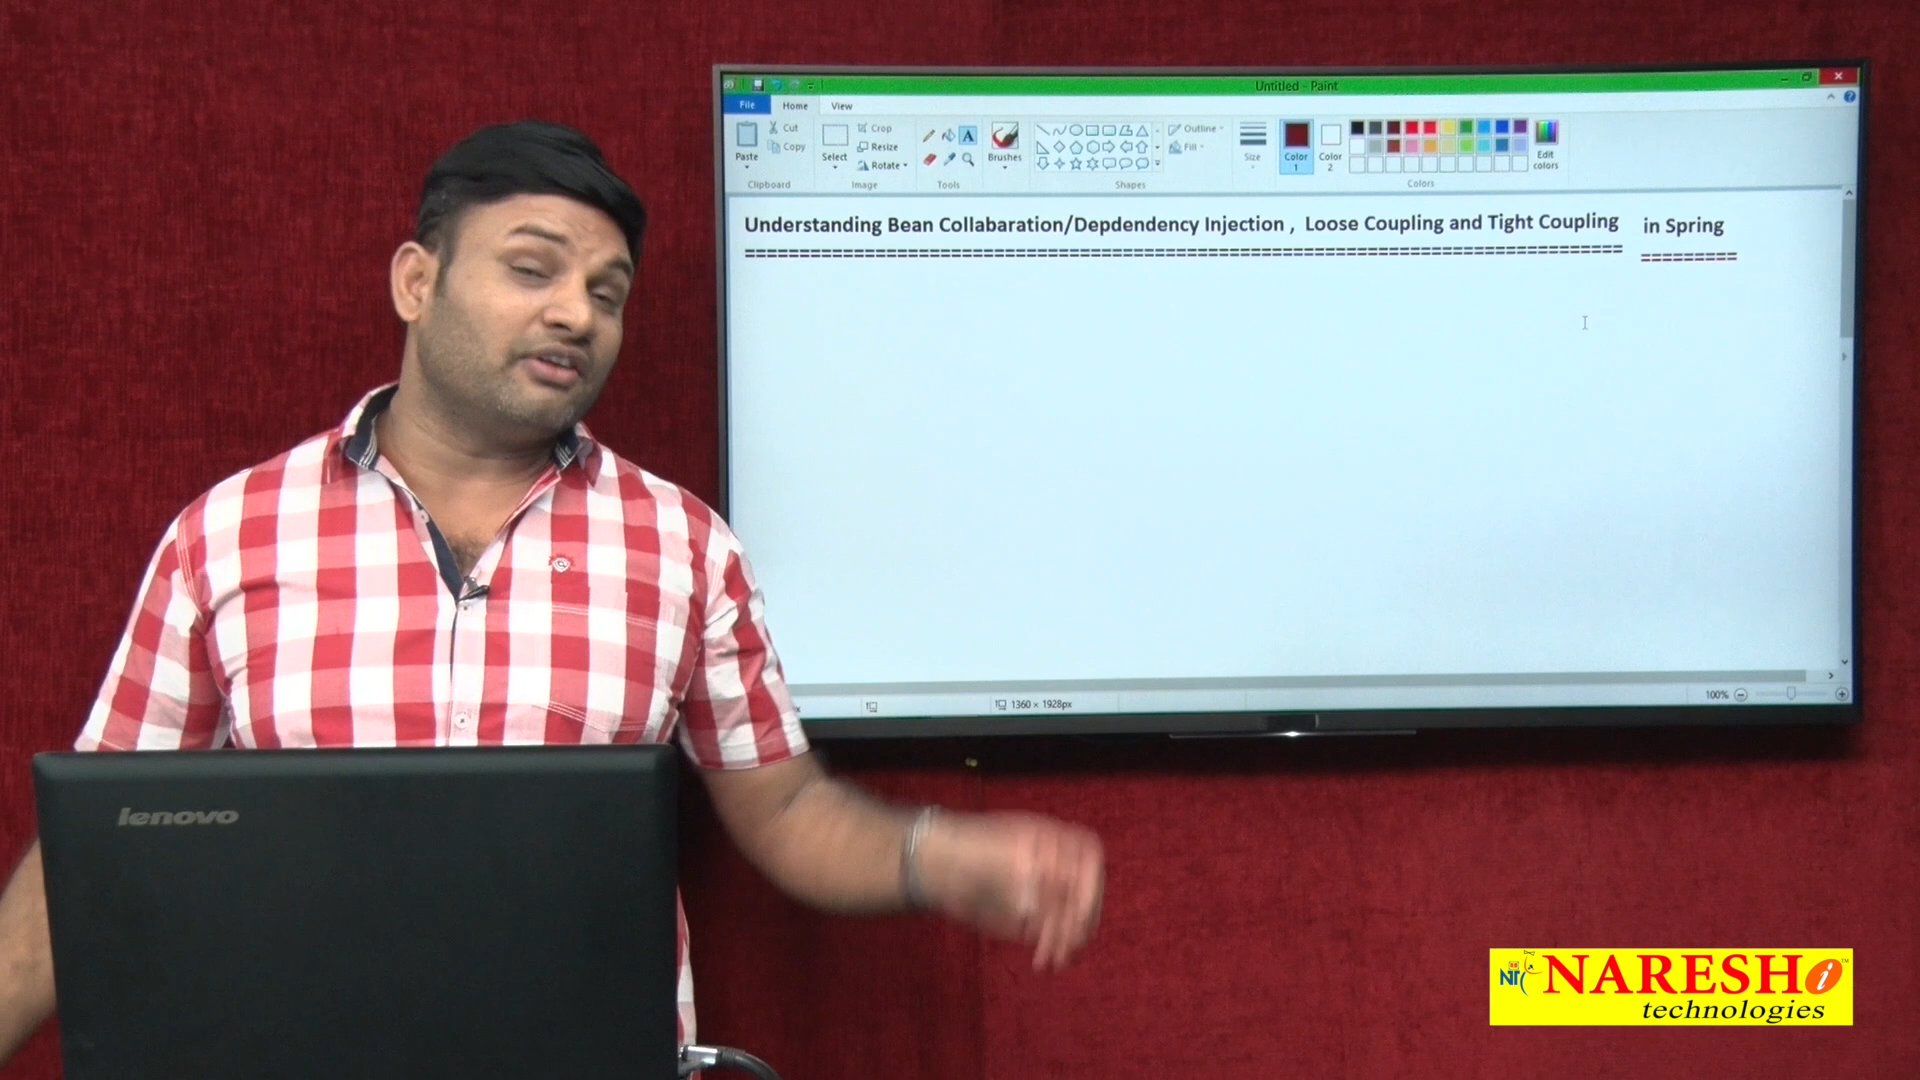 Untitled - Paint
File Home View
Paste Cut Copy Select Crop Resize Rotate A Brushes Outline Fill Size Color 1 Color 2 Edit colors
Clipboard Image Tools Shapes Colors
Understanding Bean Collabaration/Depdendency Injection , Loose Coupling and Tight Coupling in Spring
==========
1360 × 1928px 100%
lenovo
NARESH i ™
technologies